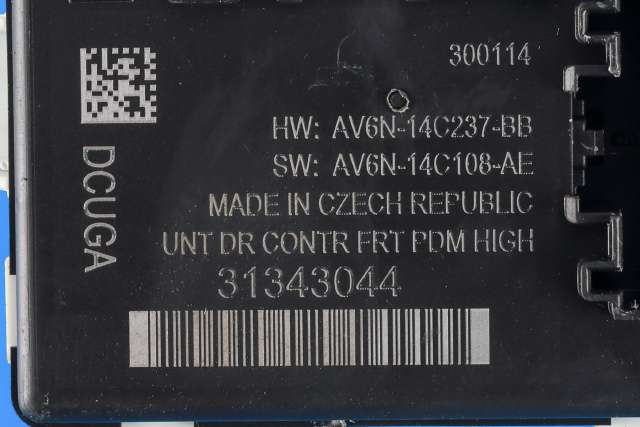 300114
HW: AV6N-14C237-BB
SW: AV6N-14C108-AE
MADE IN CZECH REPUBLIC
UNT DR CONTR FRT PDM HIGH
31343044
DCUGA